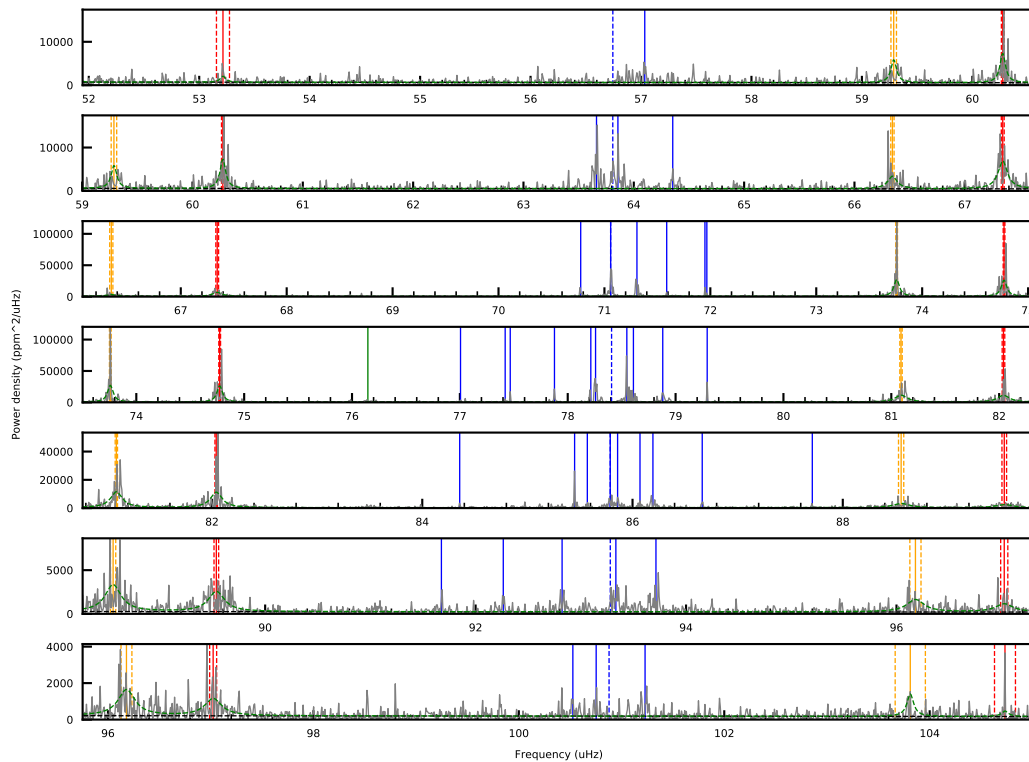 10000
0
52 53 54 55 56 57 58 59 60
10000
0
59 60 61 62 63 64 65 66 67
100000
50000
0
67 68 69 70 71 72 73 74 7
Power density (ppm^2/uHz)
100000
50000
0
74 75 76 77 78 79 80 81 82
40000
20000
0
82 84 86 88
5000
0
90 92 94 96
4000
2000
0
96 98 100 102 104
Frequency (uHz)